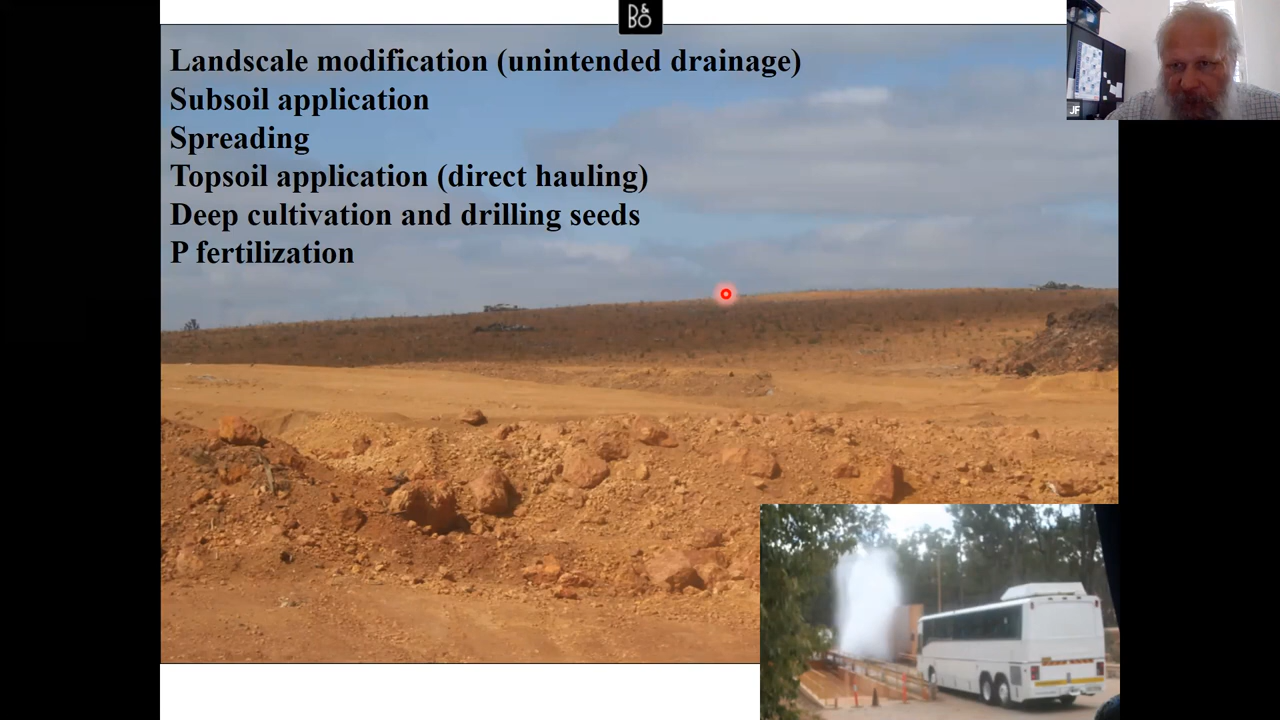 B&O
Landscale modification (unintended drainage)
Subsoil application
Spreading
Topsoil application (direct hauling)
Deep cultivation and drilling seeds
P fertilization
JF